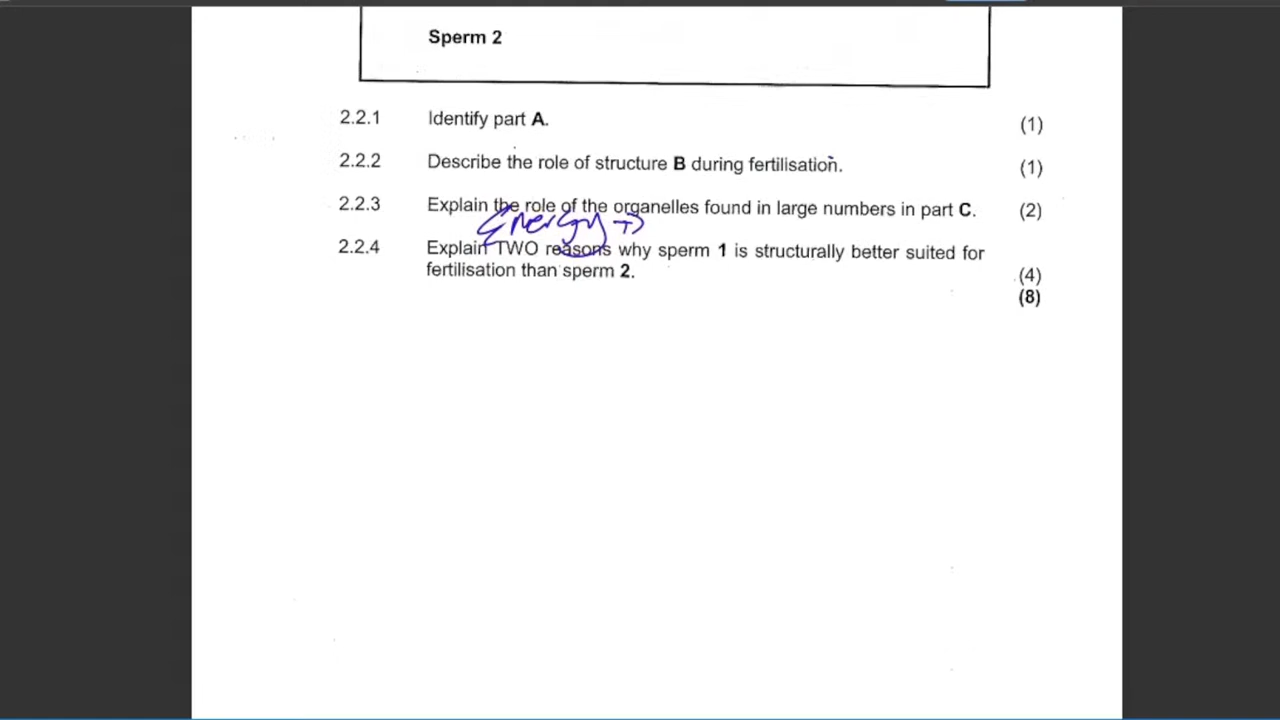 Sperm 2
2.2.1 Identify part A. (1)
2.2.2 Describe the role of structure B during fertilisation. (1)
2.2.3 Explain the role of the organelles found in large numbers in part C. (2)
Energy →
2.2.4 Explain TWO reasons why sperm 1 is structurally better suited for
fertilisation than sperm 2. (4)
(8)